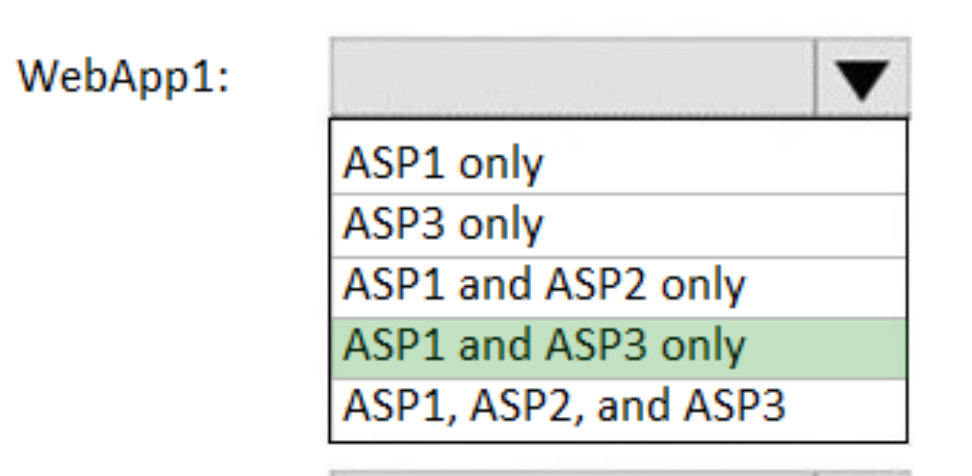 WebApp1:
ASP1 only
ASP3 only
ASP1 and ASP2 only
ASP1 and ASP3 only
ASP1, ASP2, and ASP3